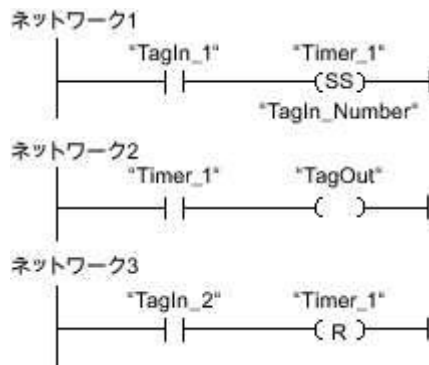 ネットワーク1
"TagIn_1" "Timer_1"
SS
"TagIn_Number"
ネットワーク2
"Timer_1" "TagOut"
ネットワーク3
"TagIn_2" "Timer_1"
R